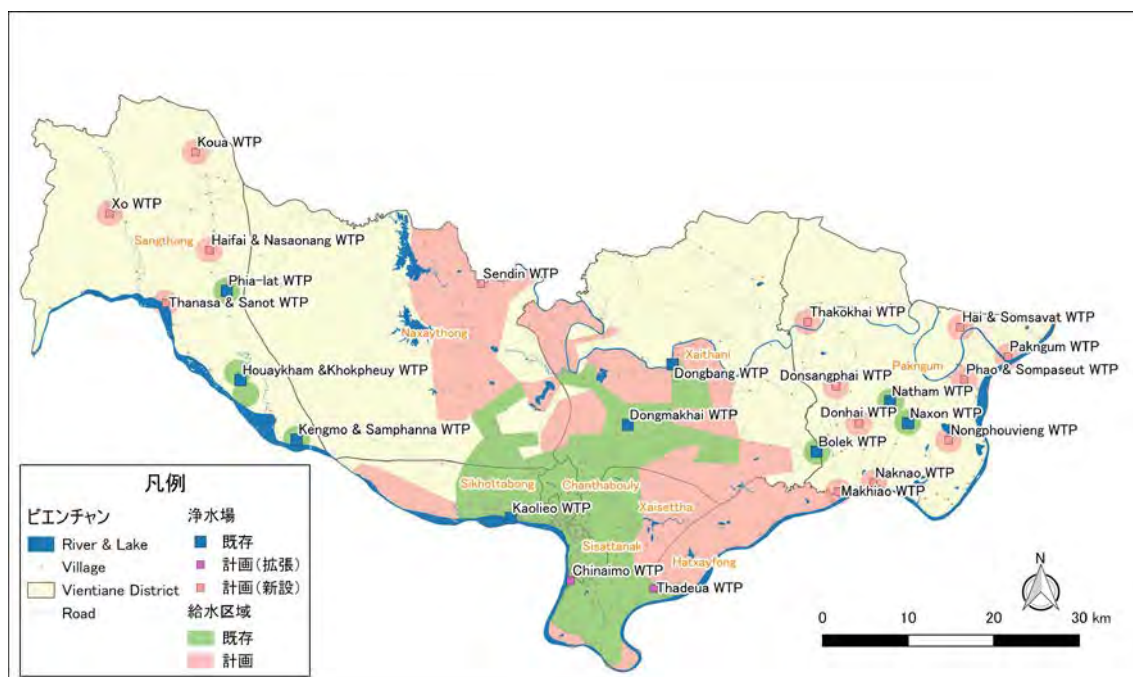 Koua WTP
Xo WTP
Sangthong
Haifai & Nasaonang WTP
Phia-lat WTP
Thanasa & Sanot WTP
Sendin WTP
Naxaythong
Thakokhai WTP
Hai & Somsavat WTP
Xaithani
Pakngum WTP
Pakngum
Houaykham &Khokpheuy WTP
Dongbang WTP
Donsangphai WTP
Phao & Sompaseut WTP
Natham WTP
Dongmakhai WTP
Donhai WTP
Naxon WTP
Kengmo & Samphanna WTP
Bolek WTP
Nongphouvieng WTP
Sikhottabong
Chanthabouly
Naknao WTP
Makhiao WTP
Kaolieo WTP
Xaisettha
Sisattanak
Hatxayfong
Chinaimo WTP
Thadeua WTP
凡例
ビエンチャン
River & Lake
Village
Vientiane District
Road
浄水場
既存
計画(拡張)
計画(新設)
給水区域
既存
計画
N
0 10 20 30 km